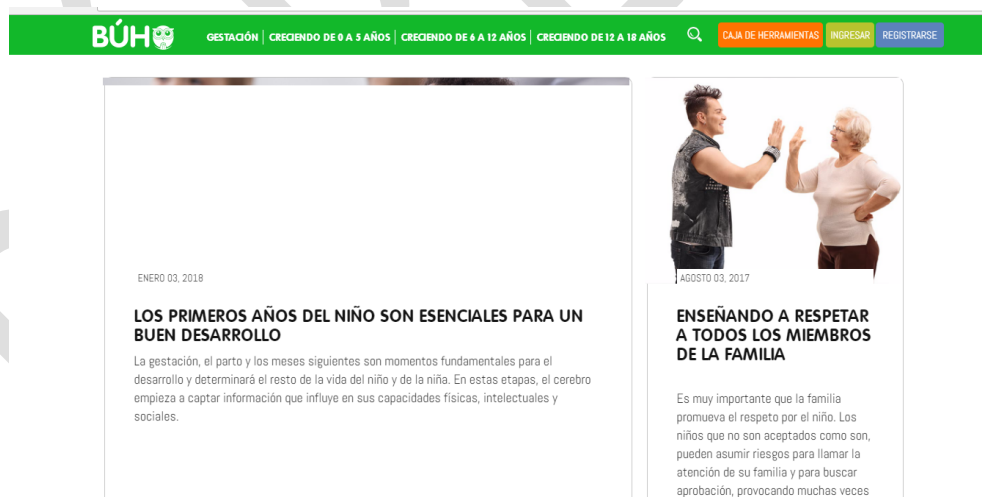 BÚHO
GESTACIÓN | CRECIENDO DE 0 A 5 AÑOS | CRECIENDO DE 6 A 12 AÑOS | CRECIENDO DE 12 A 18 AÑOS
CAJA DE HERRAMIENTAS
INGRESAR
REGISTRARSE
ENERO 03, 2018
LOS PRIMEROS AÑOS DEL NIÑO SON ESENCIALES PARA UN
BUEN DESARROLLO
La gestación, el parto y los meses siguientes son momentos fundamentales para el
desarrollo y determinará el resto de la vida del niño y de la niña. En estas etapas, el cerebro
empieza a captar información que influye en sus capacidades físicas, intelectuales y
sociales.
AGOSTO 03, 2017
ENSEÑANDO A RESPETAR
A TODOS LOS MIEMBROS
DE LA FAMILIA
Es muy importante que la familia
promueva el respeto por el niño. Los
niños que no son aceptados como son,
pueden asumir riesgos para llamar la
atención de su familia y para buscar
aprobación, provocando muchas veces